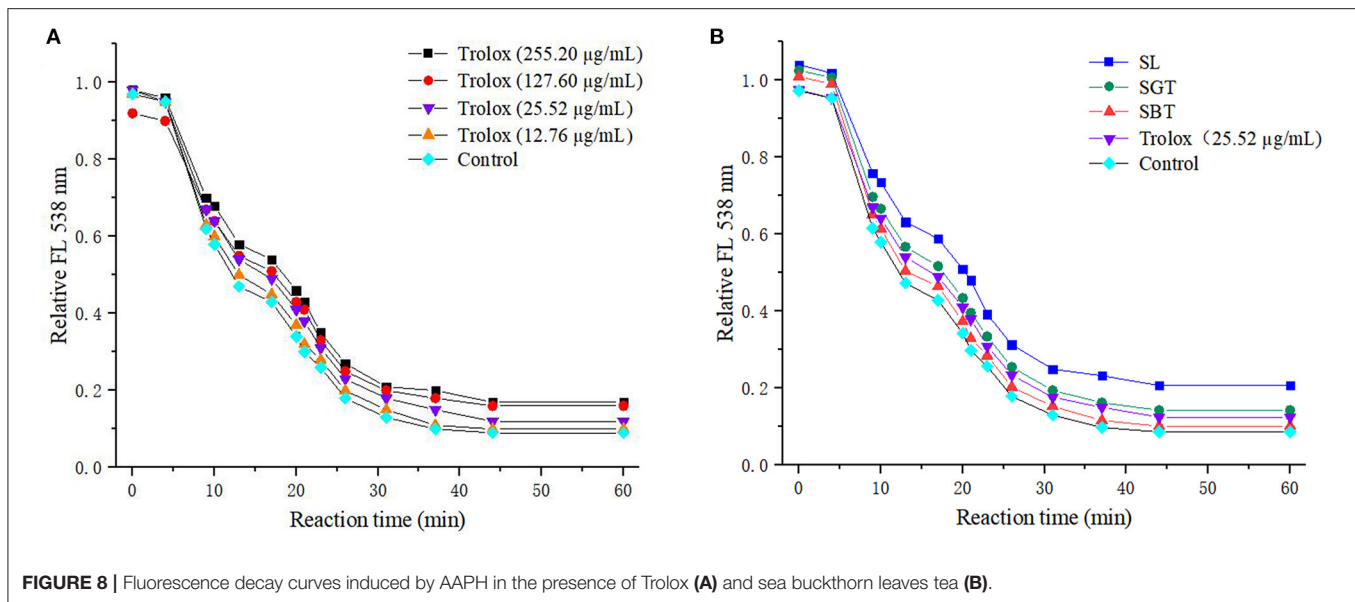 A
Trolox (255.20 µg/mL)
Trolox (127.60 µg/mL)
Trolox (25.52 µg/mL)
Trolox (12.76 µg/mL)
Control
Relative FL 538 nm
1.0
0.8
0.6
0.4
0.2
0.0
0 10 20 30 40 50 60
Reaction time (min)
B
SL
SGT
SBT
Trolox (25.52 µg/mL)
Control
Relative FL 538 nm
1.0
0.8
0.6
0.4
0.2
0.0
0 10 20 30 40 50 60
Reaction time (min)
FIGURE 8 | Fluorescence decay curves induced by AAPH in the presence of Trolox (A) and sea buckthorn leaves tea (B).